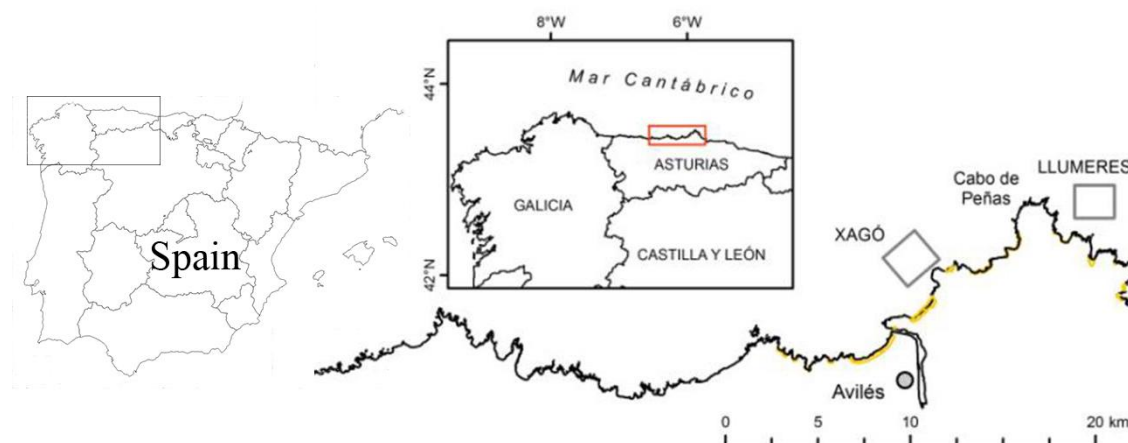 8°W
6°W
44°N
42°N
Mar Cantábrico
ASTURIAS
GALICIA
CASTILLA Y LEÓN
Spain
LLUMERES
Cabo de
Peñas
XAGÓ
Avilés
0
5
10
20 km